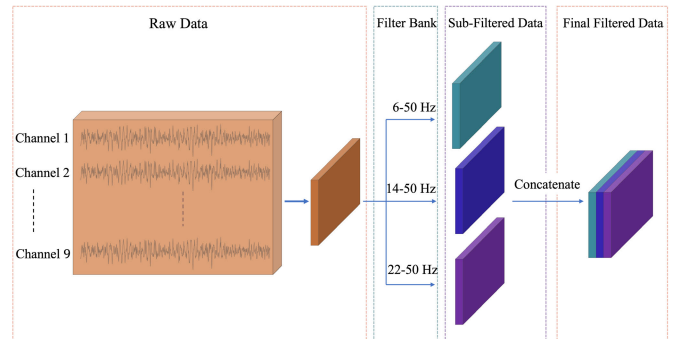 Raw Data
Filter Bank
Sub-Filtered Data
Final Filtered Data
Channel 1
Channel 2
Channel 9
6-50 Hz
14-50 Hz
22-50 Hz
Concatenate